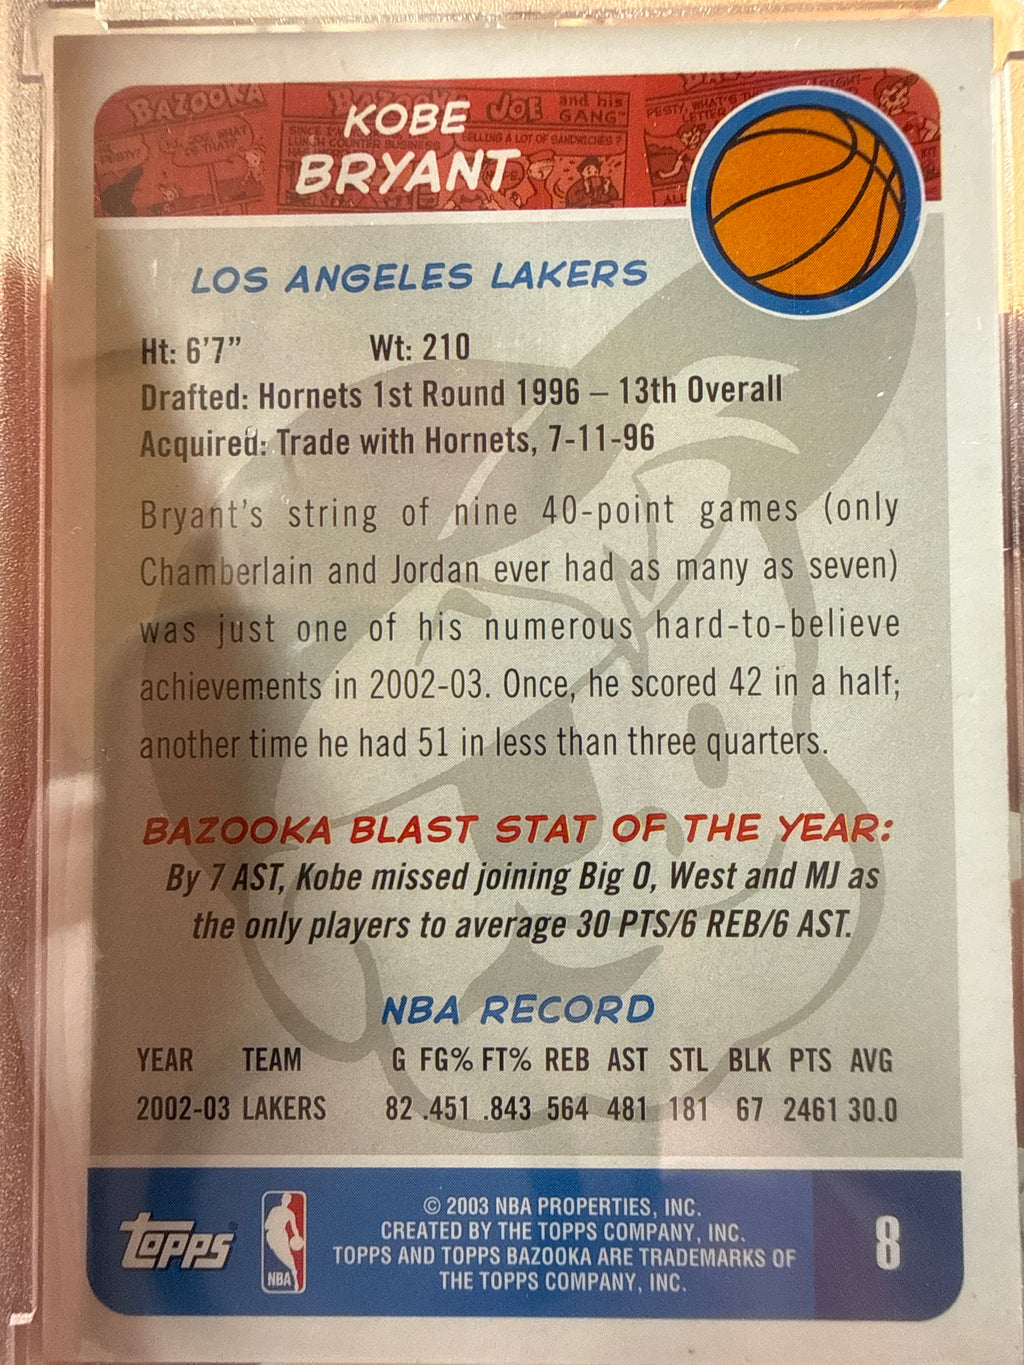 BAZOOKA
BAZOOKA JOE and his GANG"
KOBE
BRYANT
LOS ANGELES LAKERS
Ht: 6'7" Wt: 210
Drafted: Hornets 1st Round 1996 – 13th Overall
Acquired: Trade with Hornets, 7-11-96
Bryant's string of nine 40-point games (only
Chamberlain and Jordan ever had as many as seven)
was just one of his numerous hard-to-believe
achievements in 2002-03. Once, he scored 42 in a half;
another time he had 51 in less than three quarters.
BAZOOKA BLAST STAT OF THE YEAR:
By 7 AST, Kobe missed joining Big O, West and MJ as
the only players to average 30 PTS/6 REB/6 AST.
NBA RECORD
YEAR TEAM G FG% FT% REB AST STL BLK PTS AVG
2002-03 LAKERS 82 .451 .843 564 481 181 67 2461 30.0
Topps®
NBA
© 2003 NBA PROPERTIES, INC.
CREATED BY THE TOPPS COMPANY, INC.
TOPPS AND TOPPS BAZOOKA ARE TRADEMARKS OF
THE TOPPS COMPANY, INC.
8